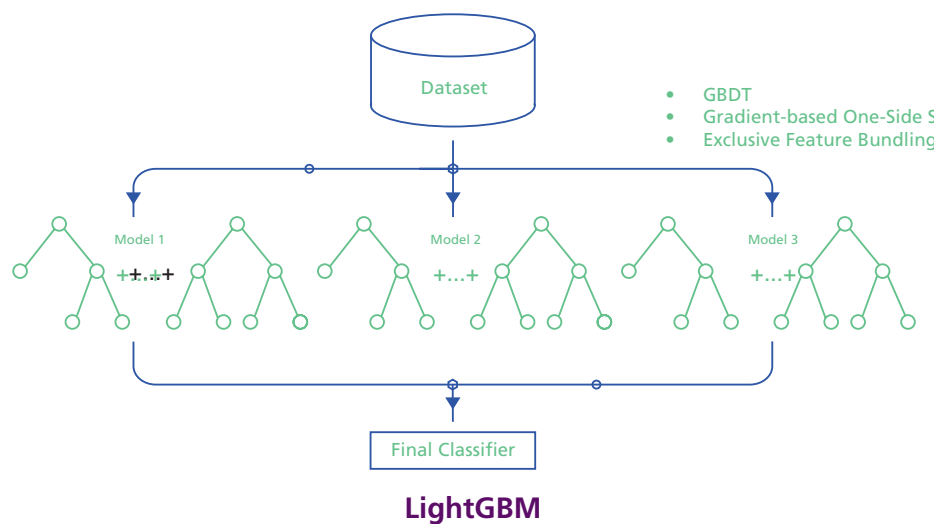 Dataset
• GBDT
• Gradient-based One-Side S
• Exclusive Feature Bundling
Model 1
Model 2
Model 3
+...+ +...+
+...+
+...+
Final Classifier
LightGBM